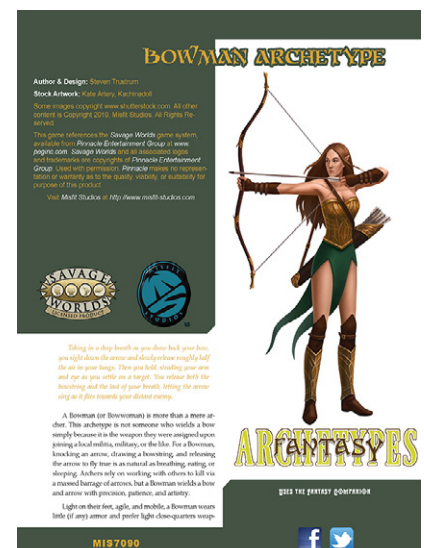 BOWMAN ARCHETYPE
Author & Design: Steven Trustrum
Stock Artwork: Kate Artery, Kachinadoll
Some images copyright www.shutterstock.com. All other
content is Copyright 2019, Misfit Studios. All Rights Re-
served.
This game references the Savage Worlds game system,
available from Pinnacle Entertainment Group at www.
peginc.com. Savage Worlds and all associated logos
and trademarks are copyrights of Pinnacle Entertainment
Group. Used with permission. Pinnacle makes no represen-
tation or warranty as to the quality, viability, or suitability for
purpose of this product.
Visit Misfit Studios at http://www.misfit-studios.com
SAVAGE
WORLDS
LICENSED PRODUCT
MISFIT
STUDIOS
Taking in a deep breath as you draw back your bow,
you sight down the arrow and slowly release roughly half
the air in your lungs. Then you hold, steadying your arm
and eye as you settle on a target. You release both the
bowstring and the last of your breath, letting the arrow
sing as it flies towards your distant enemy.
A Bowman (or Bowwoman) is more than a mere ar-
cher. This archetype is not someone who wields a bow
simply because it is the weapon they were assigned upon
joining a local militia, military, or the like. For a Bowman,
knocking an arrow, drawing a bowstring, and releasing
the arrow to fly true is as natural as breathing, eating, or
sleeping. Archers rely on working with others to kill via
a massed barrage of arrows, but a Bowman wields a bow
and arrow with precision, patience, and artistry.
Light on their feet, agile, and mobile, a Bowman wears
little (if any) armor and prefer light close-quarters weap-
FANTASY
ARCHETYPES
USES THE FANTASY COMPANION
MIS7090